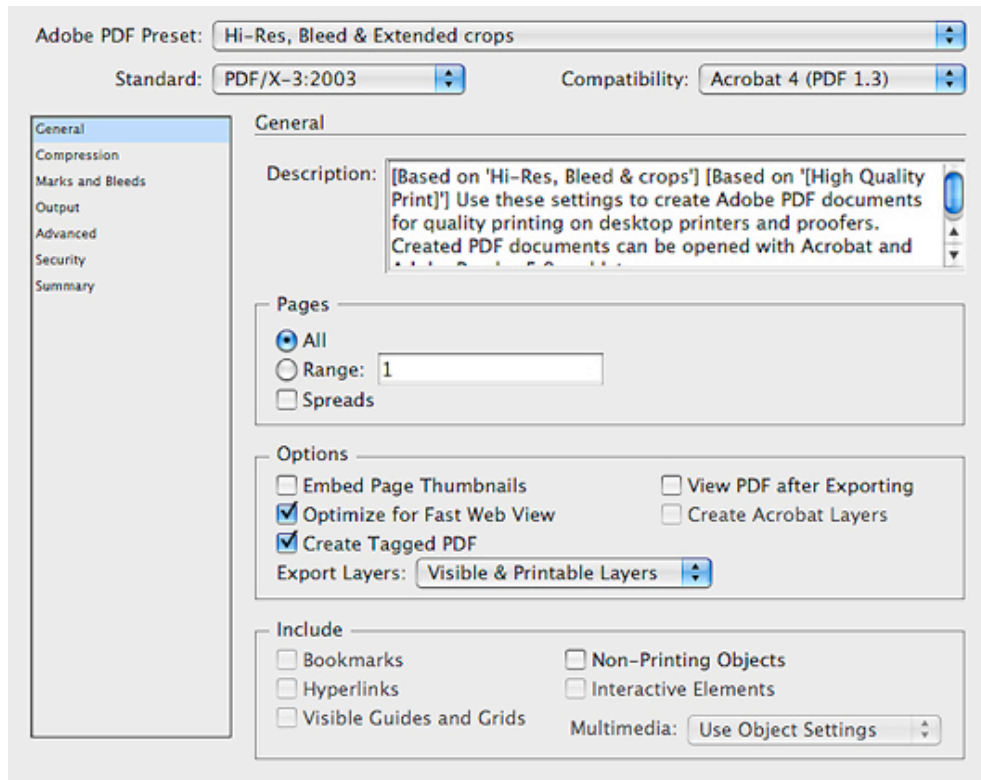 Adobe PDF Preset: Hi-Res, Bleed & Extended crops
Standard: PDF/X-3:2003 Compatibility: Acrobat 4 (PDF 1.3)
General
Compression
Marks and Bleeds
Output
Advanced
Security
Summary
General
Description: [Based on 'Hi-Res, Bleed & crops'] [Based on '[High Quality
Print]'] Use these settings to create Adobe PDF documents
for quality printing on desktop printers and proofers.
Created PDF documents can be opened with Acrobat and
Pages
All
Range: 1
Spreads
Options
Embed Page Thumbnails View PDF after Exporting
Optimize for Fast Web View Create Acrobat Layers
Create Tagged PDF
Export Layers: Visible & Printable Layers
Include
Bookmarks Non-Printing Objects
Hyperlinks Interactive Elements
Visible Guides and Grids Multimedia: Use Object Settings